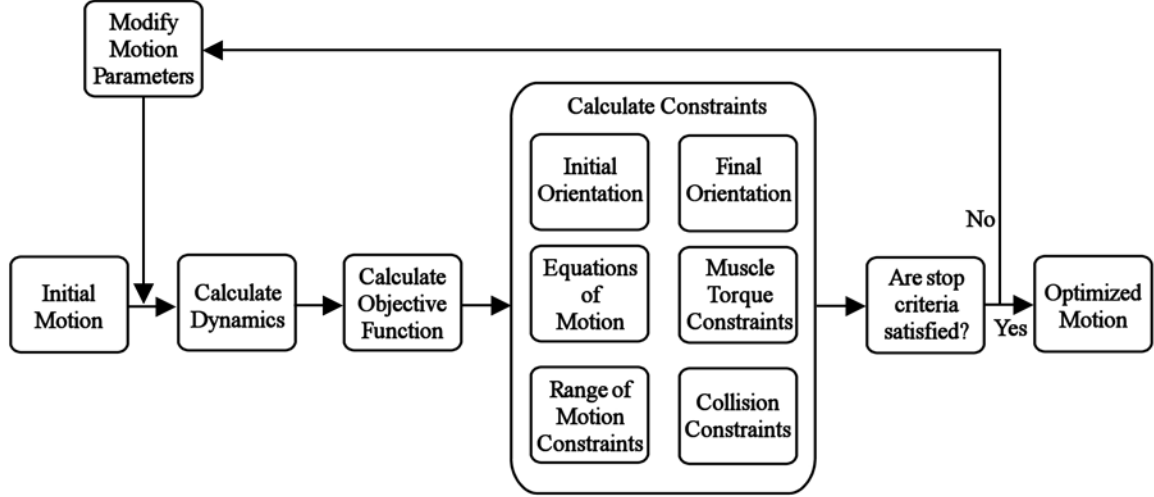 Modify
Motion
Parameters
Initial
Motion
Calculate
Dynamics
Calculate
Objective
Function
Calculate Constraints
Initial
Orientation
Final
Orientation
Equations
of
Motion
Muscle
Torque
Constraints
Range of
Motion
Constraints
Collision
Constraints
Are stop
criteria
satisfied?
No
Yes
Optimized
Motion